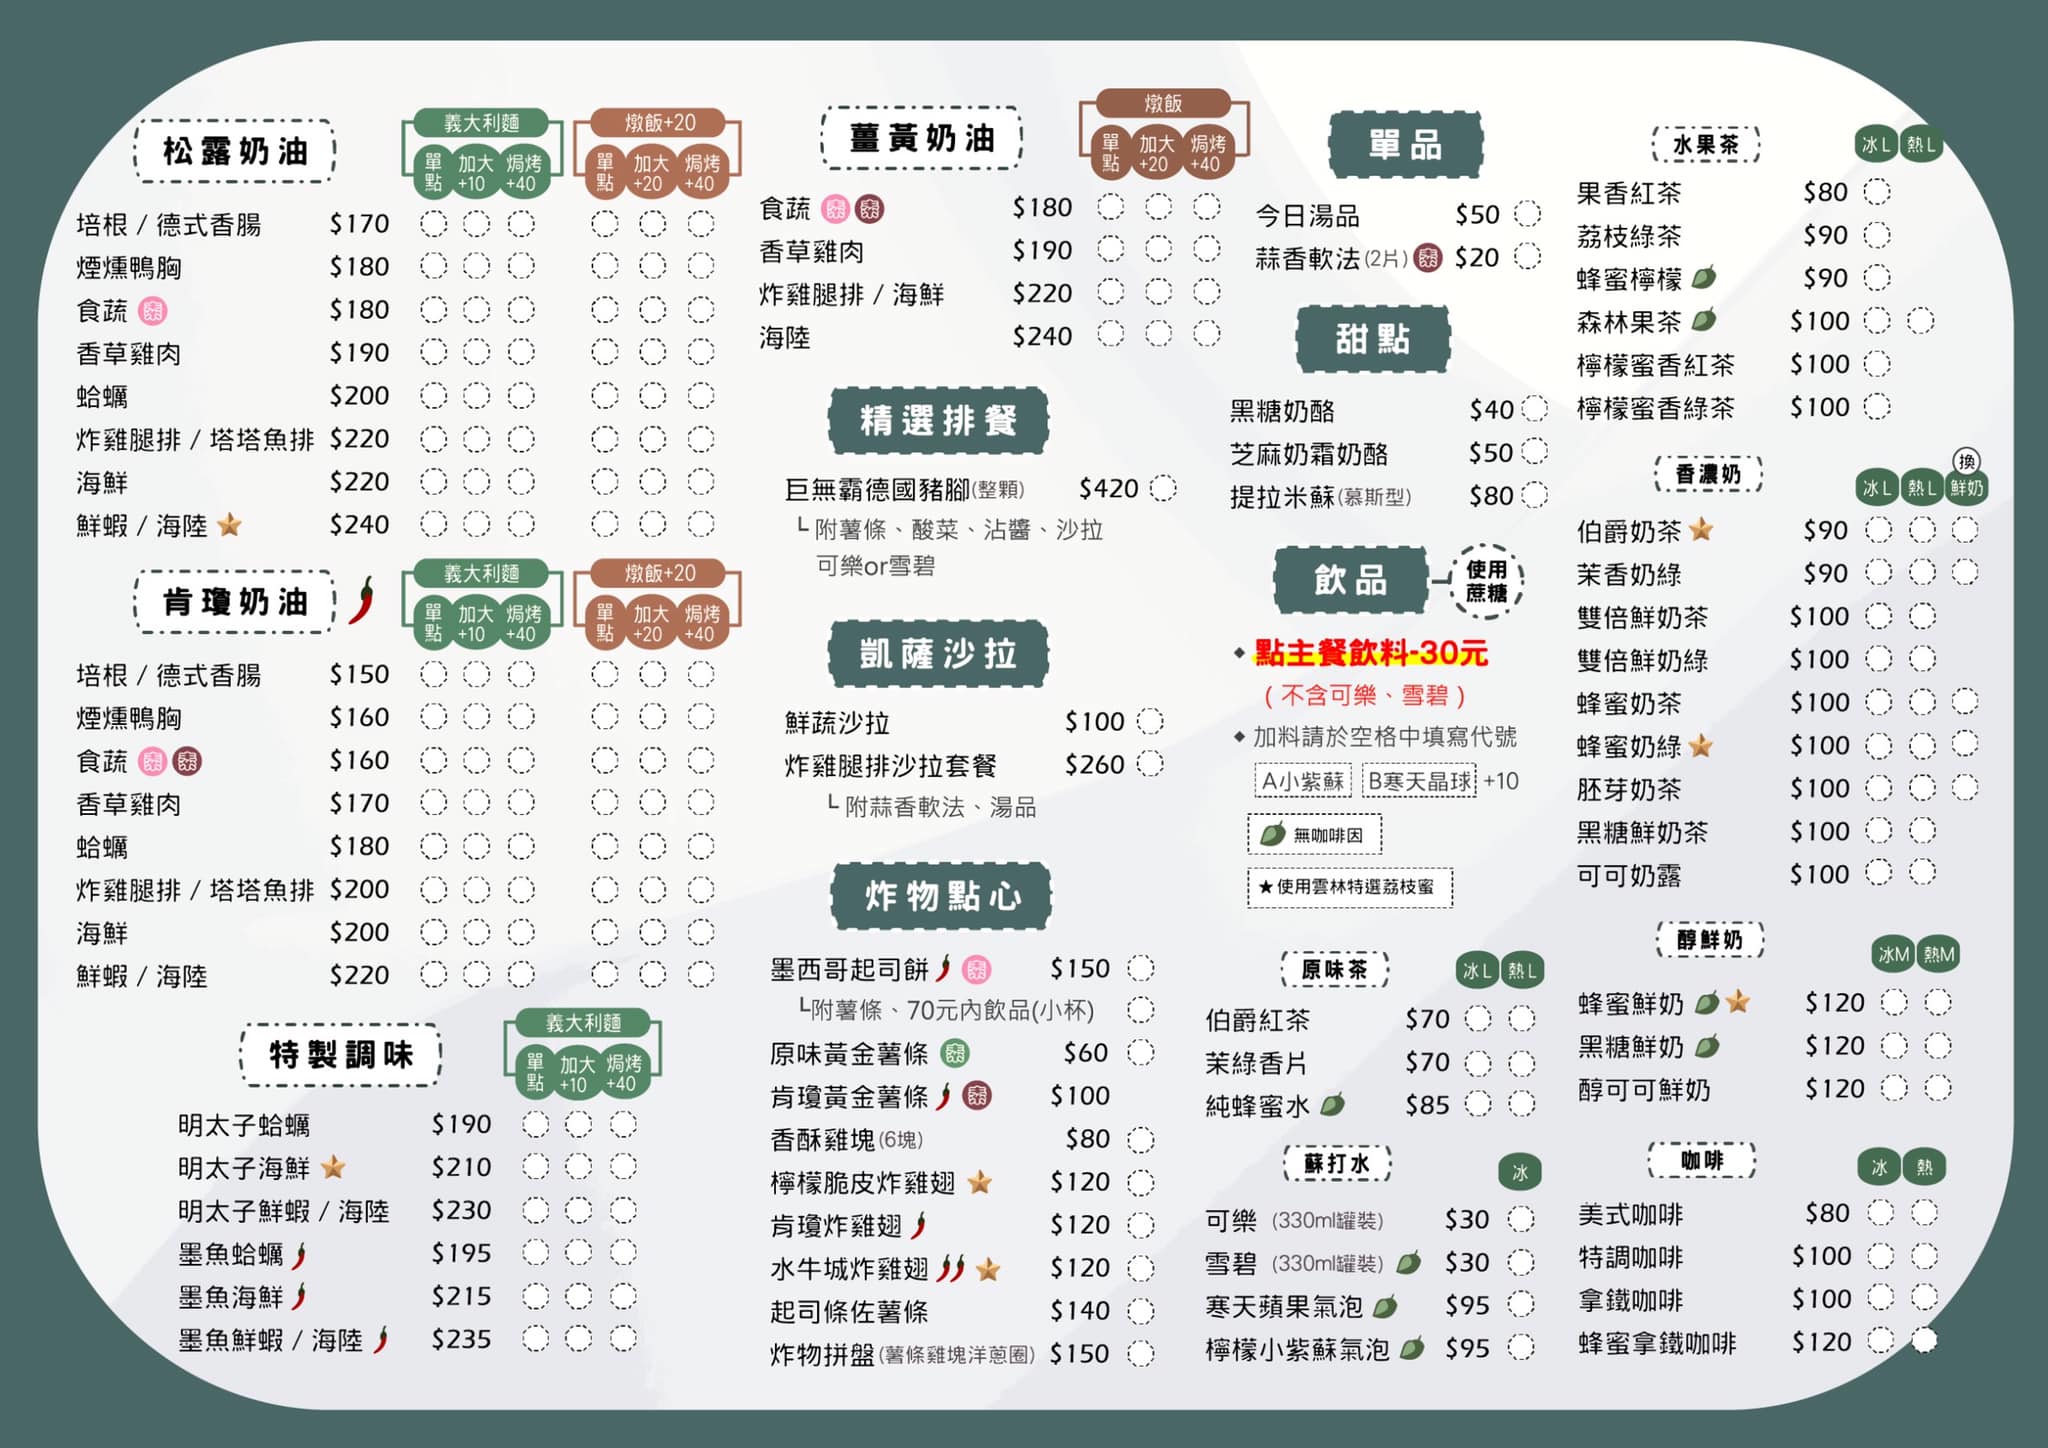 松露奶油
義大利麵
單點 加大+10 焗烤+40
燉飯+20
單點 加大+20 焗烤+40
培根 / 德式香腸 $170
煙燻鴨胸 $180
食蔬 $180
香草雞肉 $190
蛤蠣 $200
炸雞腿排 / 塔塔魚排 $220
海鮮 $220
鮮蝦 / 海陸 $240
肯瓊奶油
義大利麵
單點 加大+10 焗烤+40
燉飯+20
單點 加大+20 焗烤+40
培根 / 德式香腸 $150
煙燻鴨胸 $160
食蔬 $160
香草雞肉 $170
蛤蠣 $180
炸雞腿排 / 塔塔魚排 $200
海鮮 $200
鮮蝦 / 海陸 $220
特製調味
義大利麵
單點 加大+10 焗烤+40
明太子蛤蠣 $190
明太子海鮮 $210
明太子鮮蝦 / 海陸 $230
墨魚蛤蠣 $195
墨魚海鮮 $215
墨魚鮮蝦 / 海陸 $235
薑黃奶油
燉飯
單點 加大+20 焗烤+40
食蔬 $180
香草雞肉 $190
炸雞腿排 / 海鮮 $220
海陸 $240
精選排餐
巨無霸德國豬腳(整顆) $420
└ 附薯條、酸菜、沾醬、沙拉
可樂or雪碧
凱薩沙拉
鮮蔬沙拉 $100
炸雞腿排沙拉套餐 $260
└ 附蒜香軟法、湯品
炸物點心
墨西哥起司餅 $150
└附薯條、70元內飲品(小杯)
原味黃金薯條 $60
肯瓊黃金薯條 $100
香酥雞塊(6塊) $80
檸檬脆皮炸雞翅 $120
肯瓊炸雞翅 $120
水牛城炸雞翅 $120
起司條佐薯條 $140
炸物拼盤(薯條雞塊洋蔥圈) $150
單品
今日湯品 $50
蒜香軟法(2片) $20
甜點
黑糖奶酪 $40
芝麻奶霜奶酪 $50
提拉米蘇(慕斯型) $80
飲品
使用
蔗糖
◆ 點主餐飲料-30元
( 不含可樂、雪碧 )
◆ 加料請於空格中填寫代號
A小紫蘇 B寒天晶球 +10
無咖啡因
★使用雲林特選荔枝蜜
原味茶 冰L 熱L
伯爵紅茶 $70
茉綠香片 $70
純蜂蜜水 $85
蘇打水 冰
可樂 (330ml罐裝) $30
雪碧 (330ml罐裝) $30
寒天蘋果氣泡 $95
檸檬小紫蘇氣泡 $95
水果茶 冰L 熱L
果香紅茶 $80
荔枝綠茶 $90
蜂蜜檸檬 $90
森林果茶 $100
檸檬蜜香紅茶 $100
檸檬蜜香綠茶 $100
換
香濃奶 冰L 熱L 鮮奶
伯爵奶茶 $90
茉香奶綠 $90
雙倍鮮奶茶 $100
雙倍鮮奶綠 $100
蜂蜜奶茶 $100
蜂蜜奶綠 $100
胚芽奶茶 $100
黑糖鮮奶茶 $100
可可奶露 $100
醇鮮奶 冰M 熱M
蜂蜜鮮奶 $120
黑糖鮮奶 $120
醇可可鮮奶 $120
咖啡 冰 熱
美式咖啡 $80
特調咖啡 $100
拿鐵咖啡 $100
蜂蜜拿鐵咖啡 $120